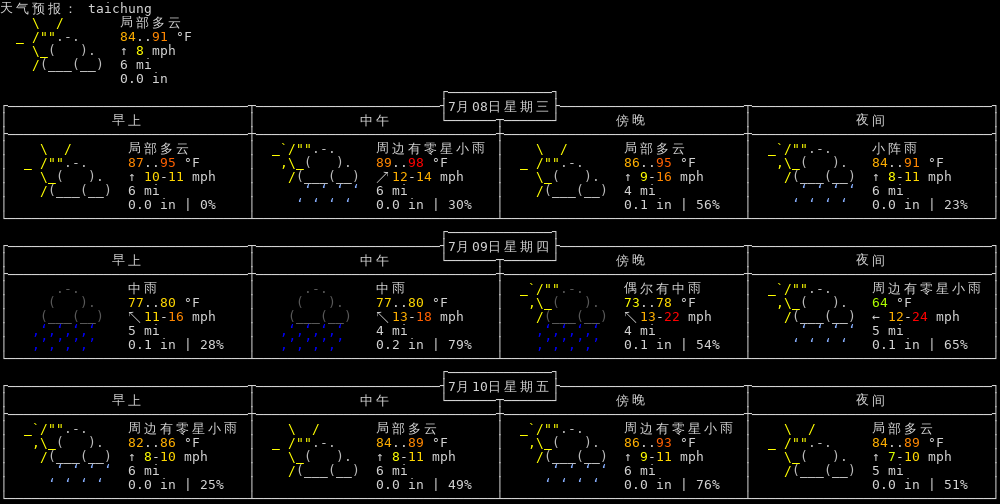 天气预报： taichung
局部多云
84..91 °F
↑ 8 mph
6 mi
0.0 in
7月08日星期三
早上 中午 傍晚 夜间
局部多云 周边有零星小雨 局部多云 小阵雨
87..95 °F 89..98 °F 86..95 °F 84..91 °F
↑ 10-11 mph ↗ 12-14 mph ↑ 9-16 mph ↑ 8-11 mph
6 mi 6 mi 4 mi 6 mi
0.0 in | 0% 0.0 in | 30% 0.1 in | 56% 0.0 in | 23%
7月09日星期四
早上 中午 傍晚 夜间
中雨 中雨 偶尔有中雨 周边有零星小雨
77..80 °F 77..80 °F 73..78 °F 64 °F
↖ 11-16 mph ↖ 13-18 mph ↖ 13-22 mph ← 12-24 mph
5 mi 4 mi 4 mi 5 mi
0.1 in | 28% 0.2 in | 79% 0.1 in | 54% 0.1 in | 65%
7月10日星期五
早上 中午 傍晚 夜间
周边有零星小雨 局部多云 周边有零星小雨 局部多云
82..86 °F 84..89 °F 86..93 °F 84..89 °F
↑ 8-10 mph ↑ 8-11 mph ↑ 9-11 mph ↑ 7-10 mph
6 mi 6 mi 6 mi 5 mi
0.0 in | 25% 0.0 in | 49% 0.0 in | 76% 0.0 in | 51%